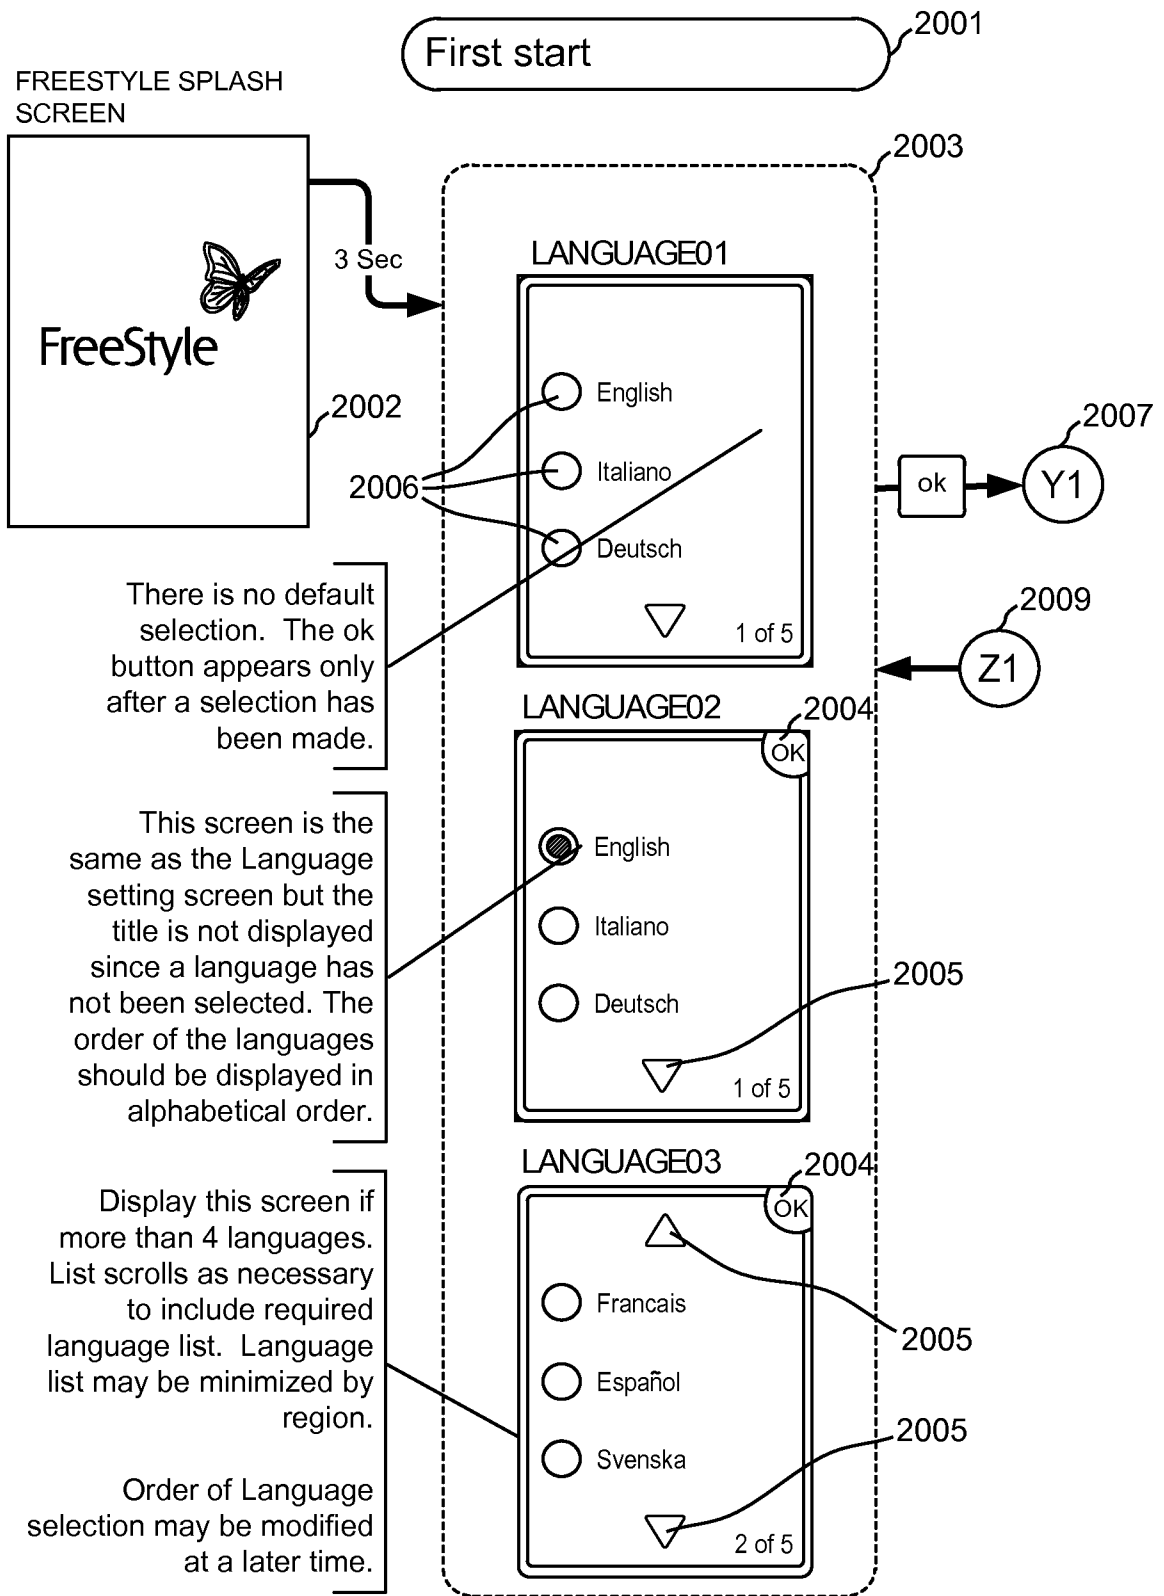 First start
2001
FREESTYLE SPLASH
SCREEN
FreeStyle
2002
3 Sec
2003
LANGUAGE01
English
Italiano
Deutsch
1 of 5
2006
ok
Y1
2007
Z1
2009
There is no default
selection. The ok
button appears only
after a selection has
been made.
LANGUAGE02
2004
OK
English
Italiano
Deutsch
1 of 5
2005
This screen is the
same as the Language
setting screen but the
title is not displayed
since a language has
not been selected. The
order of the languages
should be displayed in
alphabetical order.
LANGUAGE03
2004
OK
Francais
Español
Svenska
2 of 5
2005
2005
Display this screen if
more than 4 languages.
List scrolls as necessary
to include required
language list. Language
list may be minimized by
region.
Order of Language
selection may be modified
at a later time.